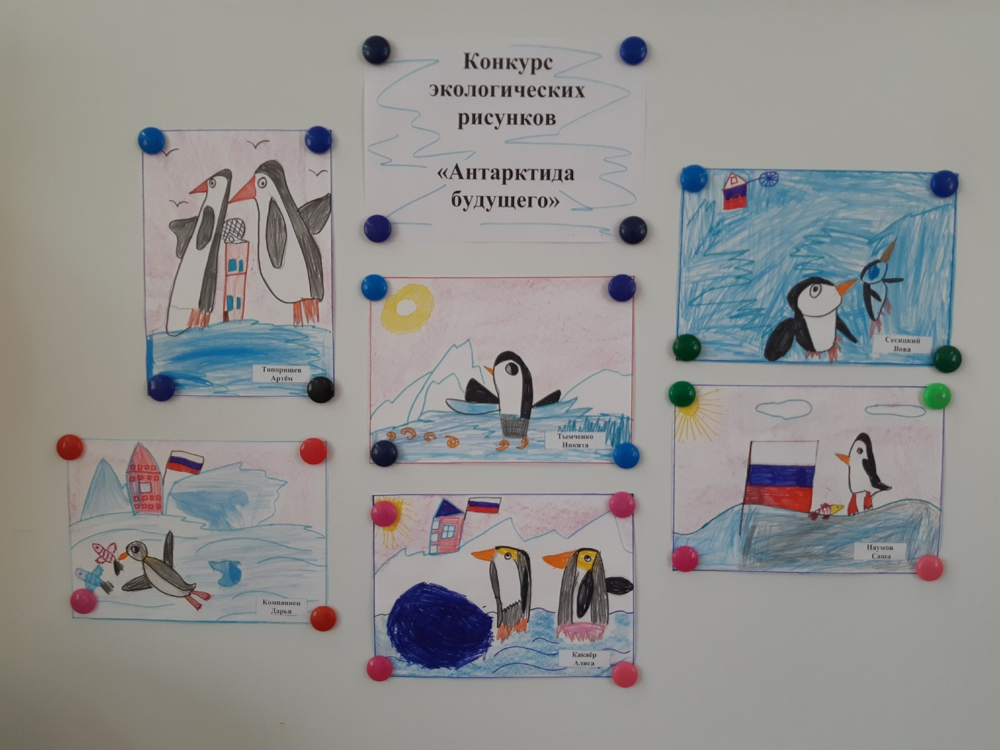 Конкурс
экологических
рисунков
«Антарктида
будущего»
Топорищев
Артём
Сесицкий
Вова
Тымченко
Никита
Наумов
Саша
Компаниец
Дарья
Какаёр
Алиса